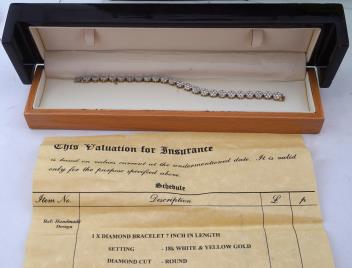 This Valuation for Insurance
is based on values current at the undermentioned date. It is valid
only for the purpose specified above.
Schedule
Item No. Description £ p
Ref: Handmade
Design
1 X DIAMOND BRACELET 7 INCH IN LENGTH
SETTING - 18k WHITE & YELLOW GOLD
DIAMOND CUT - ROUND